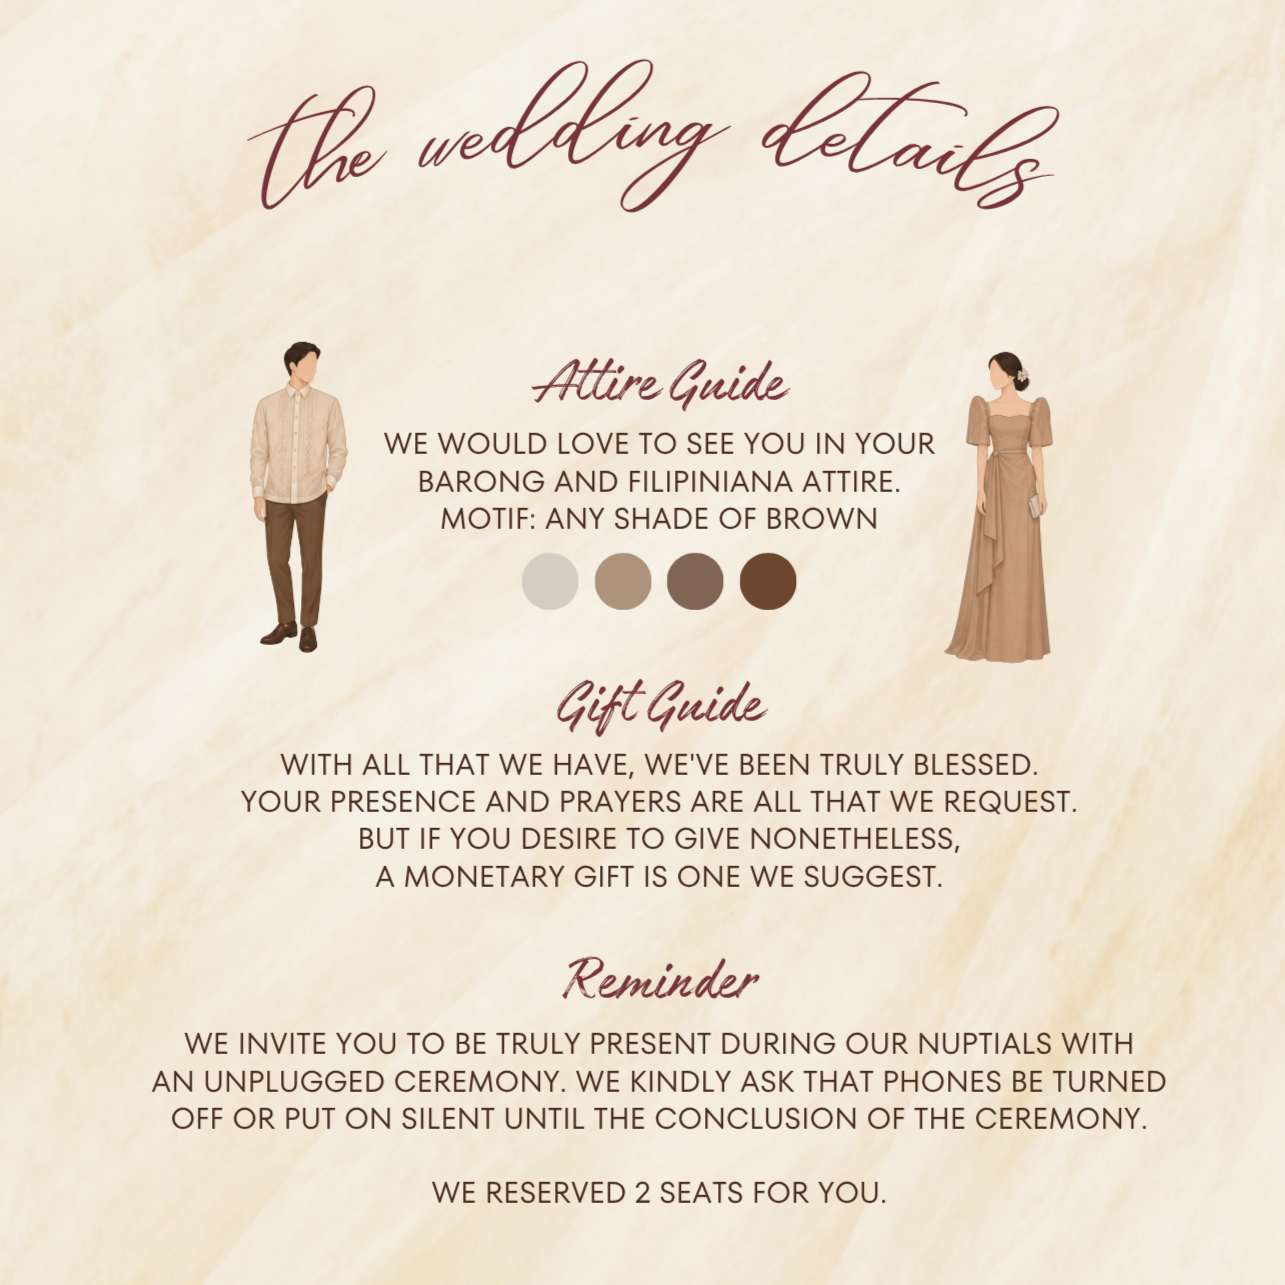 the wedding details
Attire Guide
WE WOULD LOVE TO SEE YOU IN YOUR
BARONG AND FILIPINIANA ATTIRE.
MOTIF: ANY SHADE OF BROWN
Gift Guide
WITH ALL THAT WE HAVE, WE'VE BEEN TRULY BLESSED.
YOUR PRESENCE AND PRAYERS ARE ALL THAT WE REQUEST.
BUT IF YOU DESIRE TO GIVE NONETHELESS,
A MONETARY GIFT IS ONE WE SUGGEST.
Reminder
WE INVITE YOU TO BE TRULY PRESENT DURING OUR NUPTIALS WITH
AN UNPLUGGED CEREMONY. WE KINDLY ASK THAT PHONES BE TURNED
OFF OR PUT ON SILENT UNTIL THE CONCLUSION OF THE CEREMONY.
WE RESERVED 2 SEATS FOR YOU.